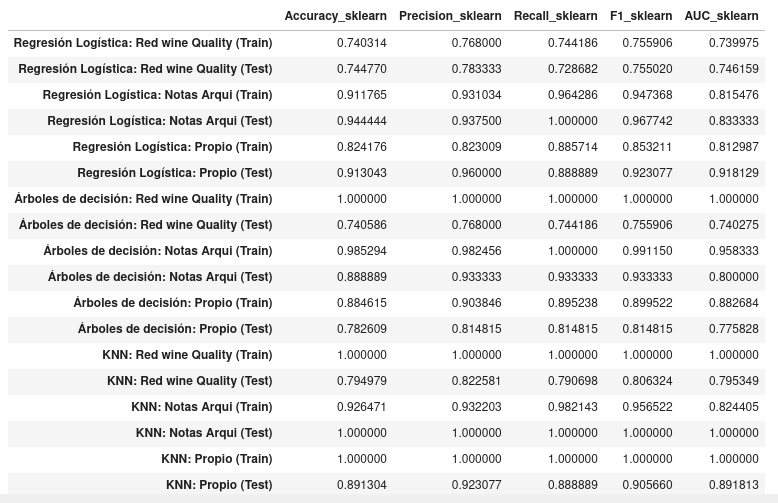 Accuracy_sklearn Precision_sklearn Recall_sklearn F1_sklearn AUC_sklearn
Regresión Logística: Red wine Quality (Train) 0.740314 0.768000 0.744186 0.755906 0.739975
Regresión Logística: Red wine Quality (Test) 0.744770 0.783333 0.728682 0.755020 0.746159
Regresión Logística: Notas Arqui (Train) 0.911765 0.931034 0.964286 0.947368 0.815476
Regresión Logística: Notas Arqui (Test) 0.944444 0.937500 1.000000 0.967742 0.833333
Regresión Logística: Propio (Train) 0.824176 0.823009 0.885714 0.853211 0.812987
Regresión Logística: Propio (Test) 0.913043 0.960000 0.888889 0.923077 0.918129
Árboles de decisión: Red wine Quality (Train) 1.000000 1.000000 1.000000 1.000000 1.000000
Árboles de decisión: Red wine Quality (Test) 0.740586 0.768000 0.744186 0.755906 0.740275
Árboles de decisión: Notas Arqui (Train) 0.985294 0.982456 1.000000 0.991150 0.958333
Árboles de decisión: Notas Arqui (Test) 0.888889 0.933333 0.933333 0.933333 0.800000
Árboles de decisión: Propio (Train) 0.884615 0.903846 0.895238 0.899522 0.882684
Árboles de decisión: Propio (Test) 0.782609 0.814815 0.814815 0.814815 0.775828
KNN: Red wine Quality (Train) 1.000000 1.000000 1.000000 1.000000 1.000000
KNN: Red wine Quality (Test) 0.794979 0.822581 0.790698 0.806324 0.795349
KNN: Notas Arqui (Train) 0.926471 0.932203 0.982143 0.956522 0.824405
KNN: Notas Arqui (Test) 1.000000 1.000000 1.000000 1.000000 1.000000
KNN: Propio (Train) 1.000000 1.000000 1.000000 1.000000 1.000000
KNN: Propio (Test) 0.891304 0.923077 0.888889 0.905660 0.891813